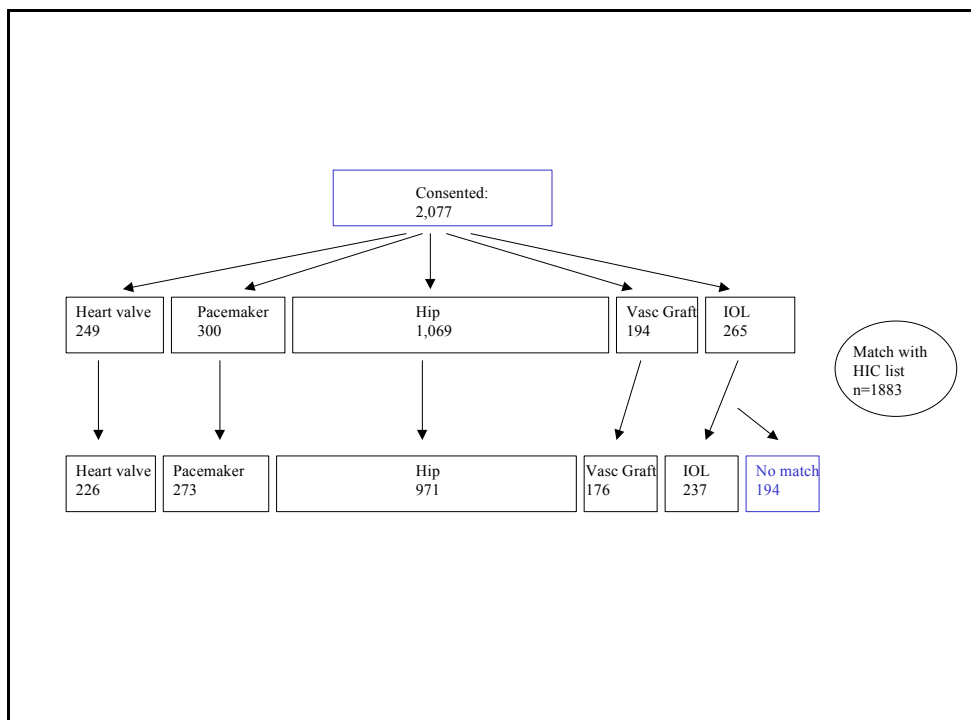 Consented:
2,077
Heart valve
249
Pacemaker
300
Hip
1,069
Vasc Graft
194
IOL
265
Match with
HIC list
n=1883
Heart valve
226
Pacemaker
273
Hip
971
Vasc Graft
176
IOL
237
No match
194